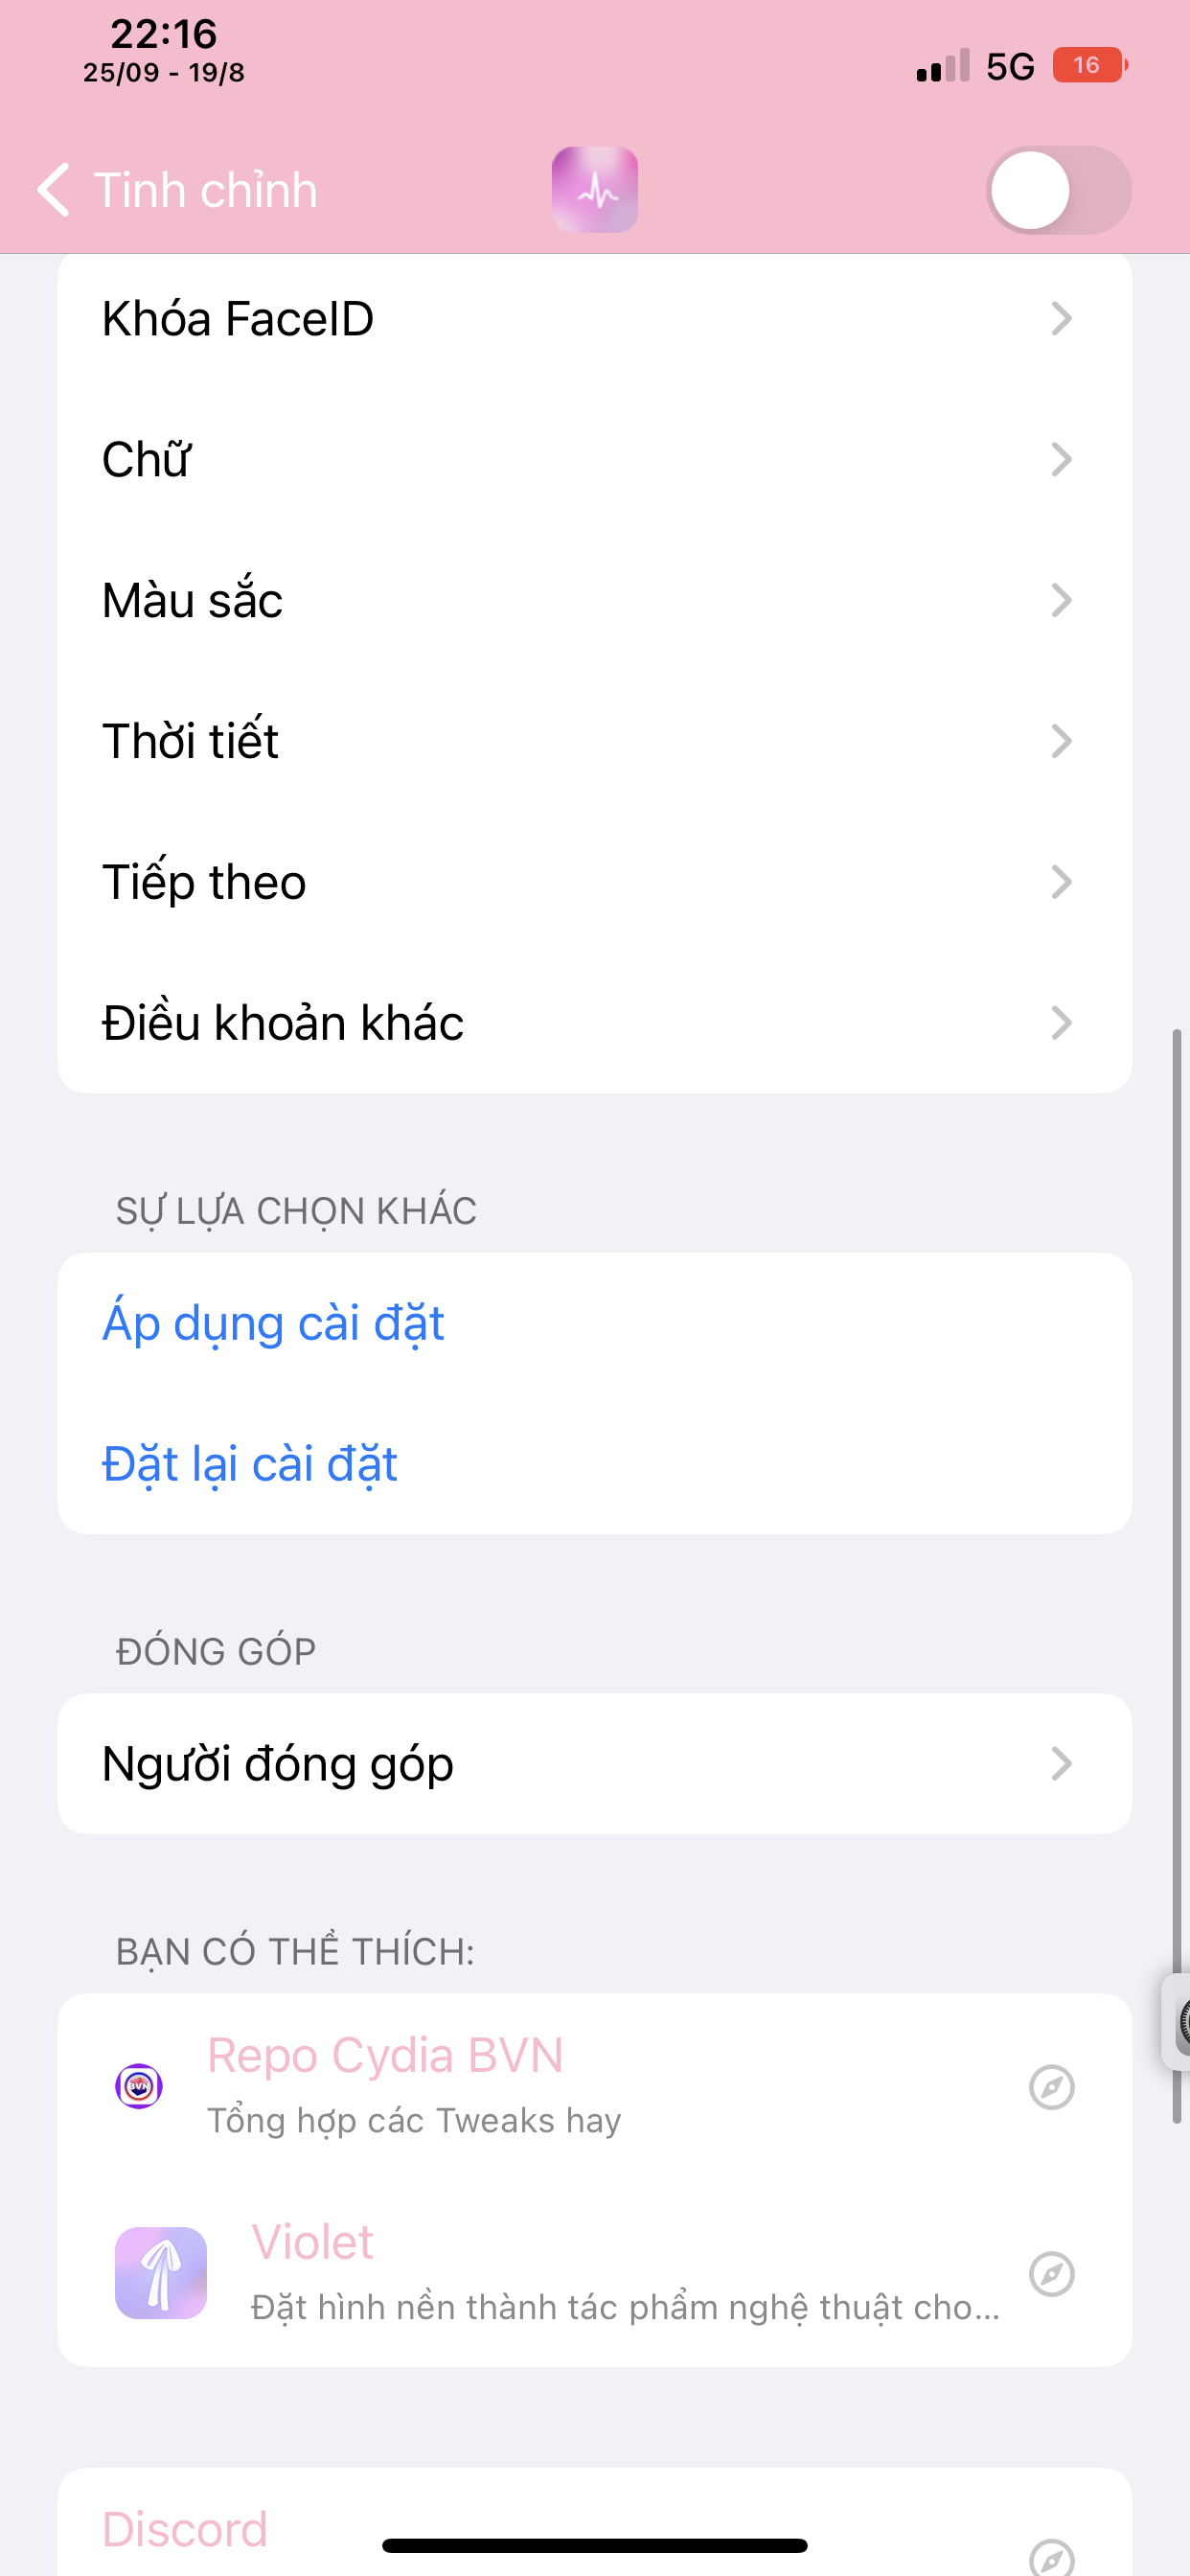 22:16
25/09 - 19/8
5G
16
Tinh chỉnh
Khóa FaceID
Chữ
Màu sắc
Thời tiết
Tiếp theo
Điều khoản khác
SỰ LỰA CHỌN KHÁC
Áp dụng cài đặt
Đặt lại cài đặt
ĐÓNG GÓP
Người đóng góp
BẠN CÓ THỂ THÍCH:
BVN
Repo Cydia BVN
Tổng hợp các Tweaks hay
Violet
Đặt hình nền thành tác phẩm nghệ thuật cho...
Discord